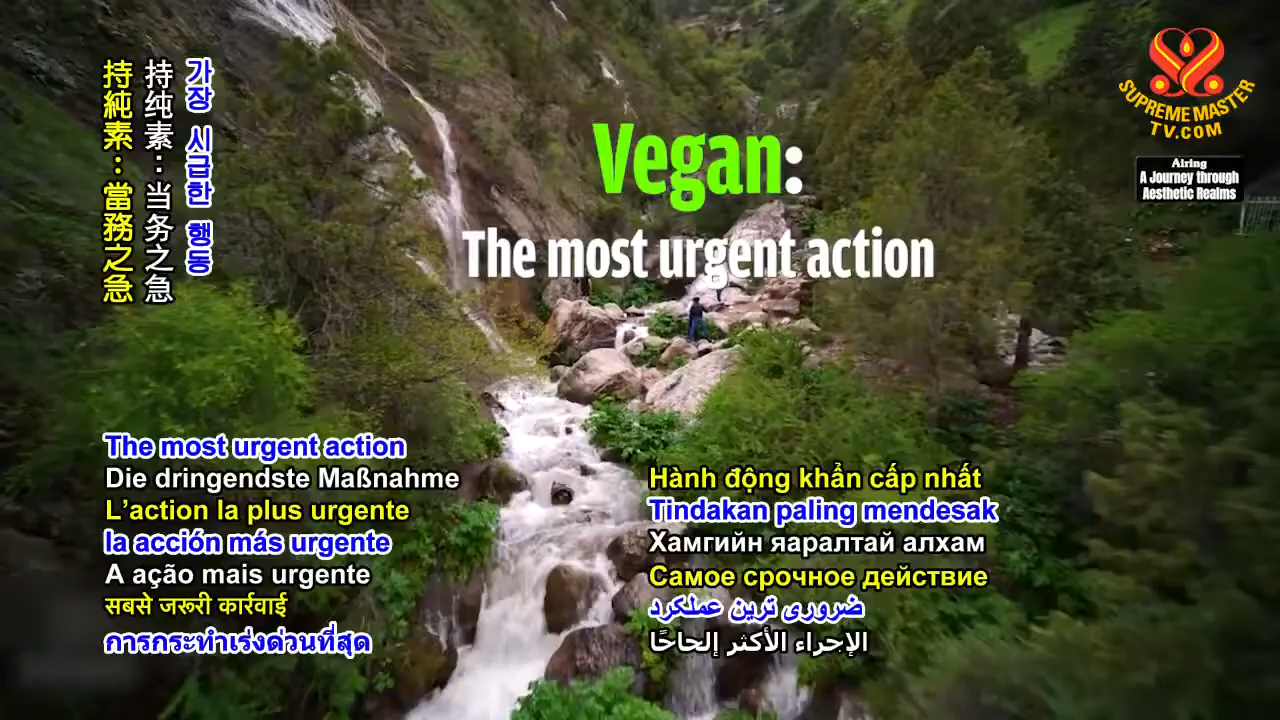 持純素：當務之急
持纯素：当务之急
가장 시급한 행동
Vegan:
The most urgent action
SUPREME MASTER
TV.COM
Airing
A Journey through
Aesthetic Realms
The most urgent action
Die dringendste Maßnahme
L’action la plus urgente
la acción más urgente
A ação mais urgente
सबसे जरूरी कार्रवाई
การกระทำเร่งด่วนที่สุด
Hành động khẩn cấp nhất
Tindakan paling mendesak
Хамгийн яаралтай алхам
Самое срочное действие
ضروری ترین عملکرد
الإجراء الأكثر إلحاحًا